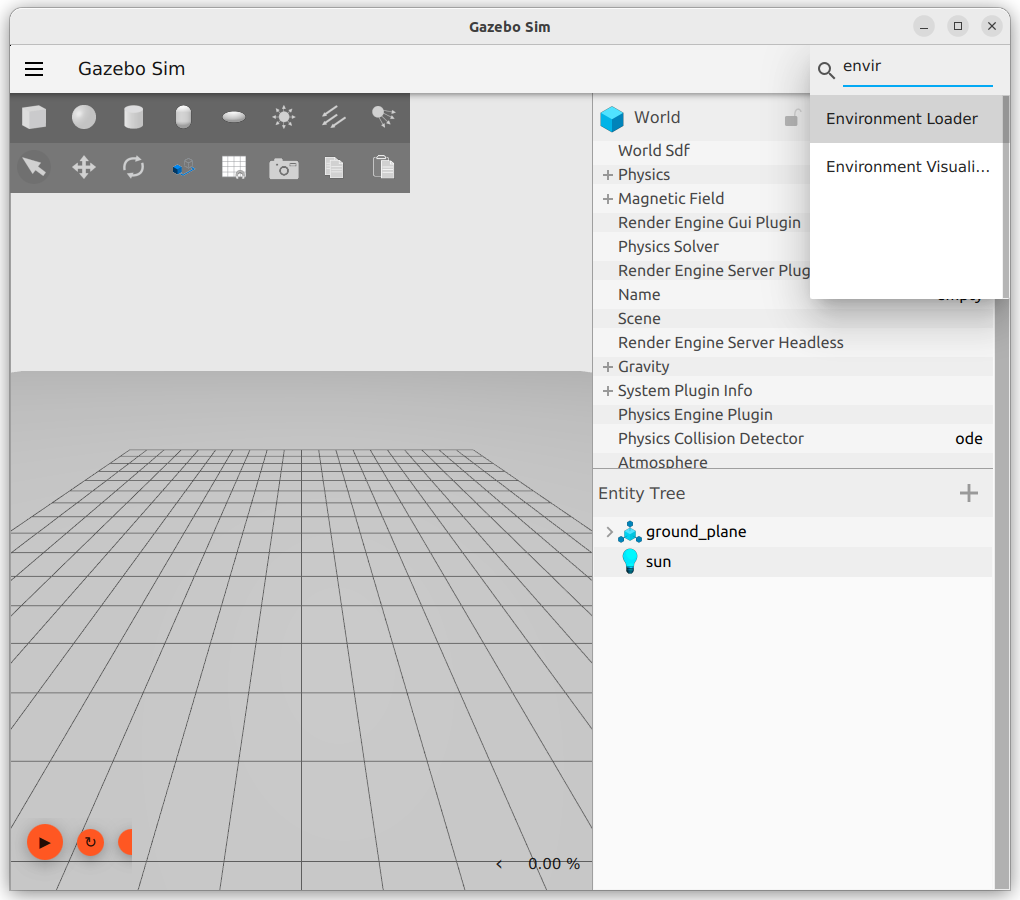 Gazebo Sim
Gazebo Sim
envir
Environment Loader
Environment Visuali...
World
World Sdf
Physics
Magnetic Field
Render Engine Gui Plugin
Physics Solver
Render Engine Server Plug
Name
Scene
Render Engine Server Headless
Gravity
System Plugin Info
Physics Engine Plugin
Physics Collision Detector ode
Atmosphere
Entity Tree
ground_plane
sun
0.00 %